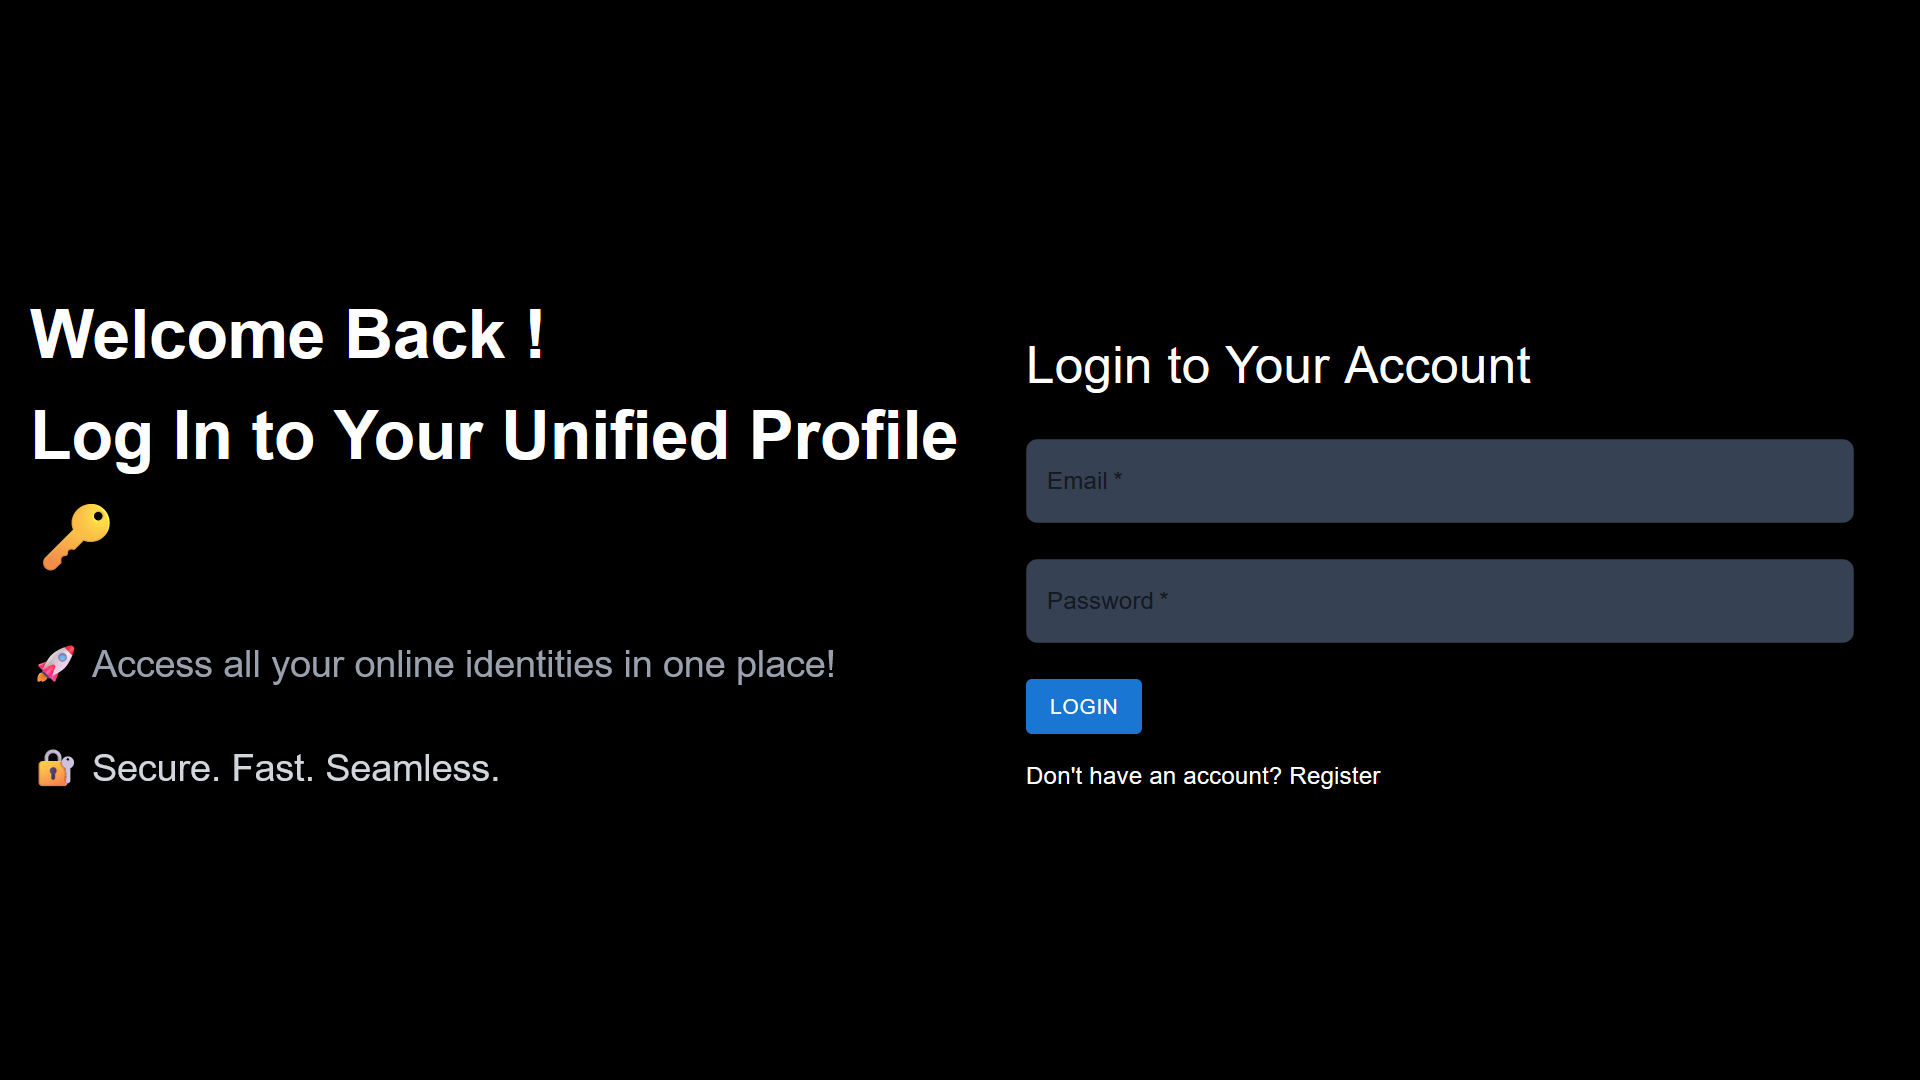 Welcome Back !
Log In to Your Unified Profile
🔑
🚀 Access all your online identities in one place!
🔐 Secure. Fast. Seamless.
Login to Your Account
Email *
Password *
LOGIN
Don't have an account? Register